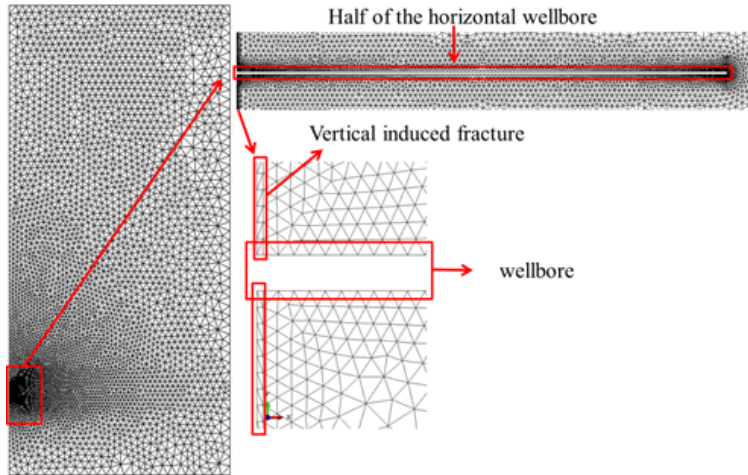 Half of the horizontal wellbore
Vertical induced fracture
wellbore